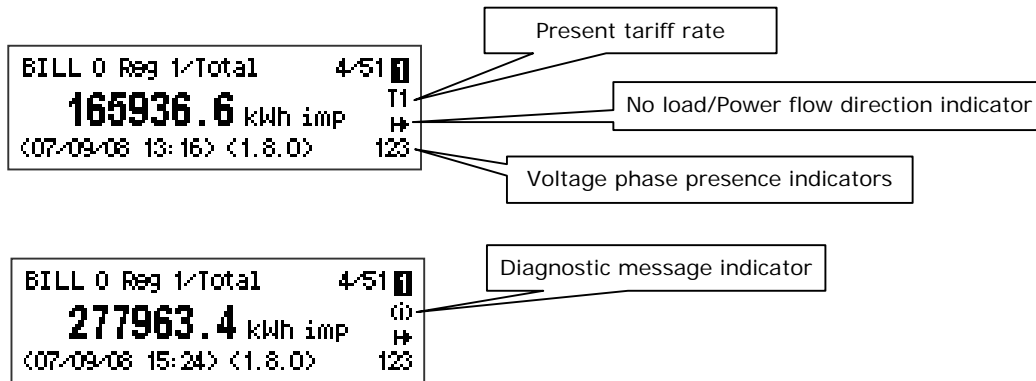 Present tariff rate
BILL 0 Reg 1/Total 4/51 1
T1
165936.6 kWh imp
No load/Power flow direction indicator
(07/09/08 13:16) (1.8.0) 123
Voltage phase presence indicators
BILL 0 Reg 1/Total 4/51 1
Diagnostic message indicator
(i)
277963.4 kWh imp
(07/09/08 15:24) (1.8.0) 123